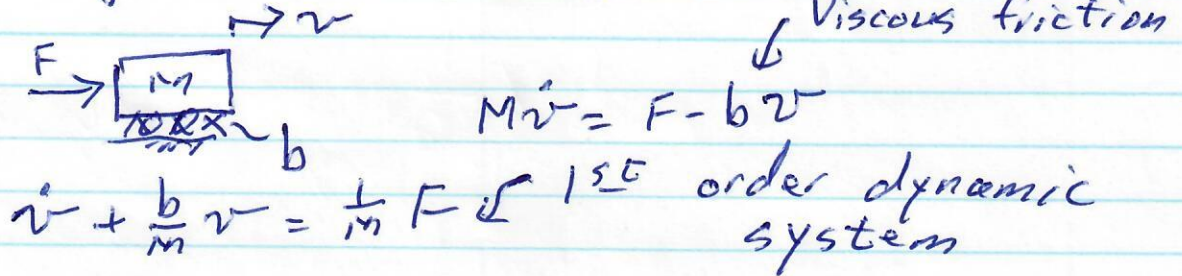 → v
Viscous friction
F → M
b
Mv̇ = F - bv
v̇ + b/m v = 1/m F ← 1st order dynamic
system